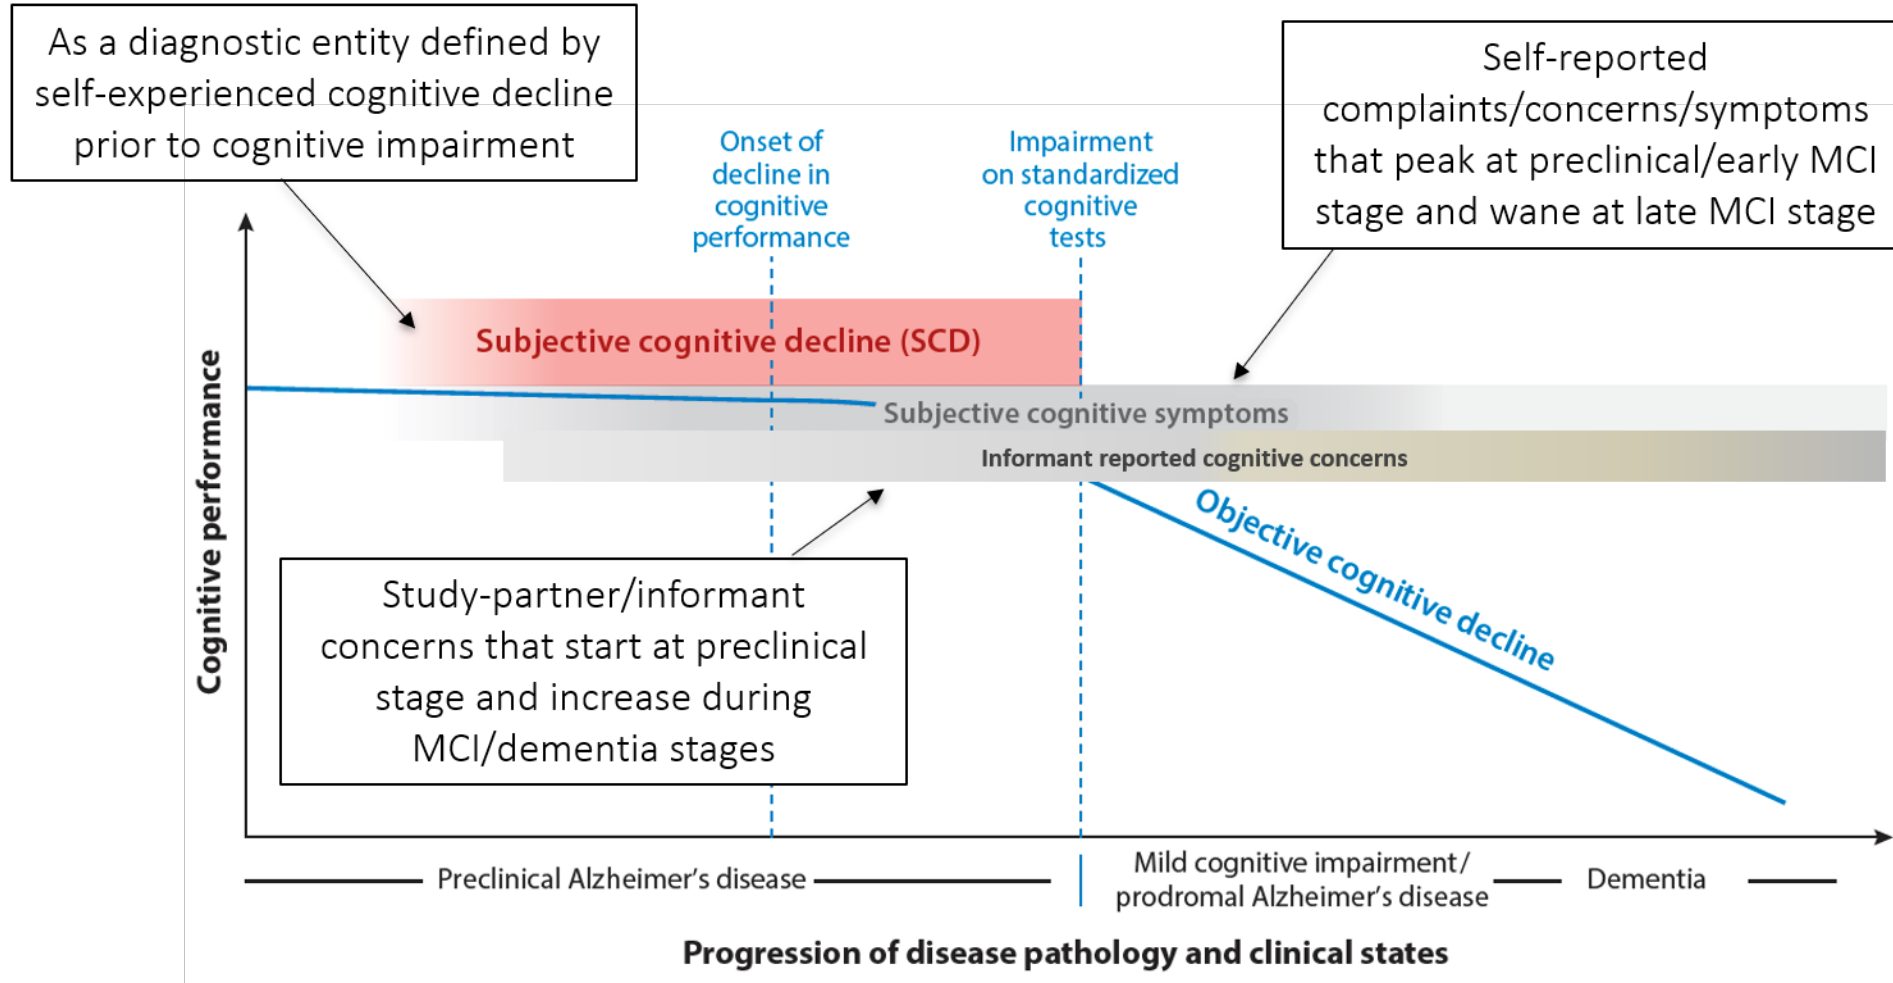 As a diagnostic entity defined by
self-experienced cognitive decline
prior to cognitive impairment
Self-reported
complaints/concerns/symptoms
that peak at preclinical/early MCI
stage and wane at late MCI stage
Onset of
decline in
cognitive
performance
Impairment
on standardized
cognitive
tests
Subjective cognitive decline (SCD)
Subjective cognitive symptoms
Informant reported cognitive concerns
Objective cognitive decline
Study-partner/informant
concerns that start at preclinical
stage and increase during
MCI/dementia stages
Cognitive performance
Preclinical Alzheimer's disease
Mild cognitive impairment/
prodromal Alzheimer's disease
Dementia
Progression of disease pathology and clinical states